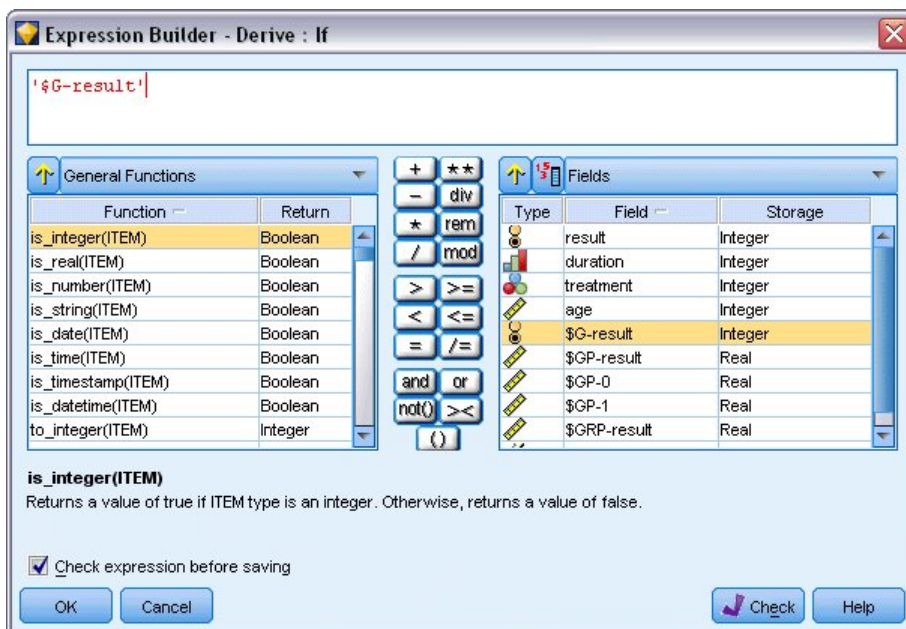 Expression Builder - Derive : If
'$G-result'
General Functions
Function Return
is_integer(ITEM) Boolean
is_real(ITEM) Boolean
is_number(ITEM) Boolean
is_string(ITEM) Boolean
is_date(ITEM) Boolean
is_time(ITEM) Boolean
is_timestamp(ITEM) Boolean
is_datetime(ITEM) Boolean
to_integer(ITEM) Integer
+ **
- div
* rem
/ mod
> >=
< <=
= /=
and or
not() ><
()
Fields
Type Field Storage
result Integer
duration Integer
treatment Integer
age Integer
$G-result Integer
$GP-result Real
$GP-0 Real
$GP-1 Real
$GRP-result Real
is_integer(ITEM)
Returns a value of true if ITEM type is an integer. Otherwise, returns a value of false.
Check expression before saving
OK Cancel Check Help